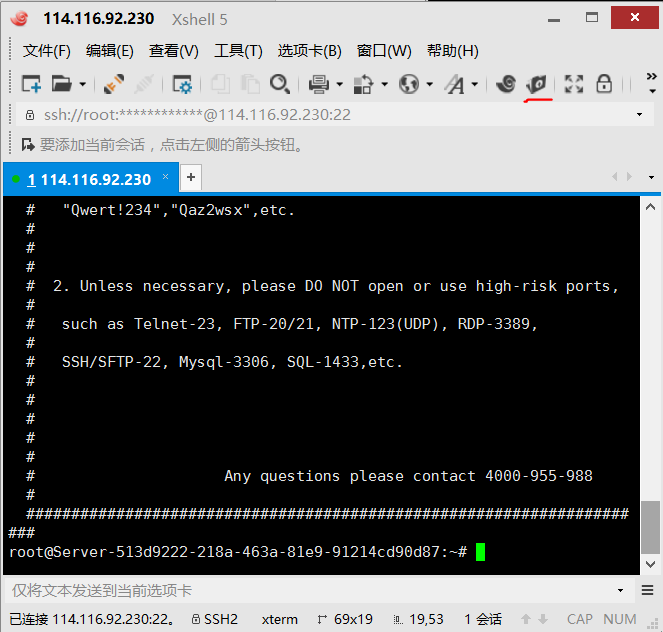 114.116.92.230 Xshell 5
文件(F) 编辑(E) 查看(V) 工具(T) 选项卡(B) 窗口(W) 帮助(H)
ssh://root:************@114.116.92.230:22
要添加当前会话，点击左侧的箭头按钮。
1 114.116.92.230 × +
# "Qwert!234","Qaz2wsx",etc.
#
#
#
# 2. Unless necessary, please DO NOT open or use high-risk ports,
#
# such as Telnet-23, FTP-20/21, NTP-123(UDP), RDP-3389,
#
# SSH/SFTP-22, Mysql-3306, SQL-1433,etc.
#
#
#
#
#
# Any questions please contact 4000-955-988
#
###################################################################
###
root@Server-513d9222-218a-463a-81e9-91214cd90d87:~#
仅将文本发送到当前选项卡
已连接 114.116.92.230:22。 SSH2 xterm 69x19 19,53 1 会话 CAP NUM